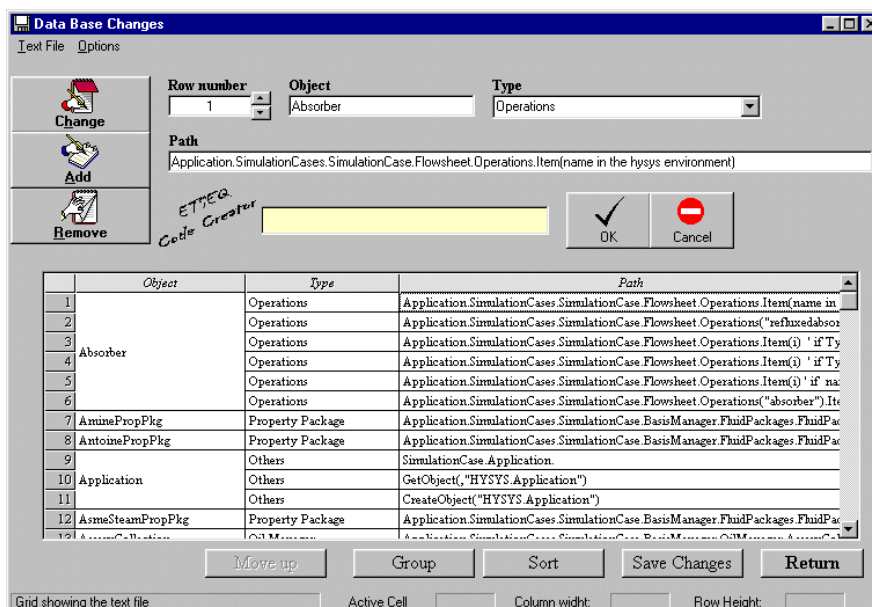 Data Base Changes
Text File Options
Change
Add
Remove
Row number Object Type
1 Absorber Operations
Path
Application.SimulationCases.SimulationCase.Flowsheet.Operations.Item(name in the hysys environment)
ETTEQ
Code Creator
OK Cancel
Object Type Path
1 Operations Application.SimulationCases.SimulationCase.Flowsheet.Operations.Item(name in
2 Operations Application.SimulationCases.SimulationCase.Flowsheet.Operations("refluxedabsor
3 Operations Application.SimulationCases.SimulationCase.Flowsheet.Operations.Item(i) ' if Ty
Absorber
4 Operations Application.SimulationCases.SimulationCase.Flowsheet.Operations.Item(i) ' if Ty
5 Operations Application.SimulationCases.SimulationCase.Flowsheet.Operations.Item(i) ' if na
6 Operations Application.SimulationCases.SimulationCase.Flowsheet.Operations("absorber").Ite
7 AminePropPkg Property Package Application.SimulationCases.SimulationCase.BasisManager.FluidPackages.FluidPac
8 AntoinePropPkg Property Package Application.SimulationCases.SimulationCase.BasisManager.FluidPackages.FluidPac
9 Others SimulationCase.Application.
10 Application Others GetObject(,"HYSYS.Application")
11 Others CreateObject("HYSYS.Application")
12 AsmeSteamPropPkg Property Package Application.SimulationCases.SimulationCase.BasisManager.FluidPackages.FluidPac
13 Oil Manager Application.SimulationCases.SimulationCase.BasisManager.OilManager
Move up Group Sort Save Changes Return
Grid showing the text file Active Cell Column widht: Row Height: